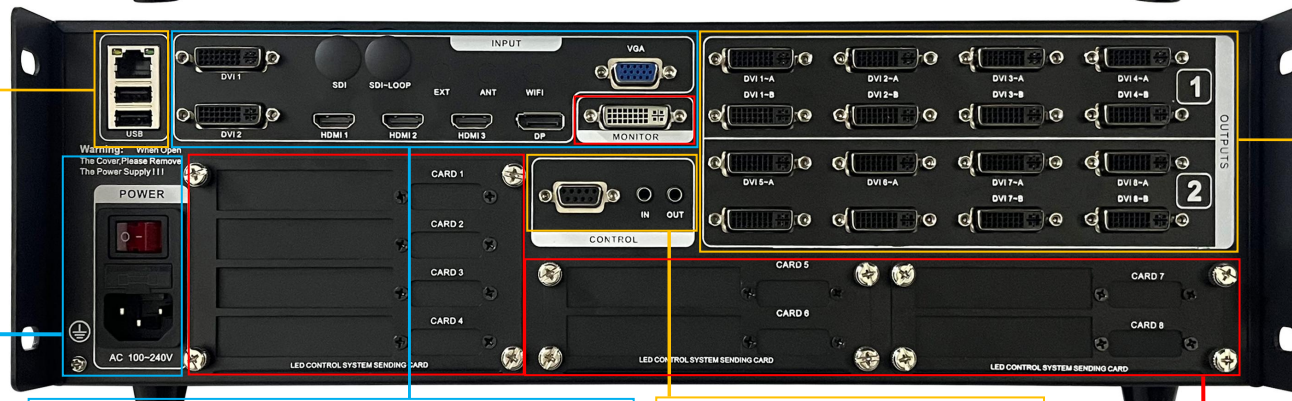 USB
INPUT
DVI 1
DVI 2
SDI
SDI-LOOP
EXT
ANT
WIFI
VGA
HDMI 1
HDMI 2
HDMI 3
DP
MONITOR
DVI 1-A
DVI 2-A
DVI 3-A
DVI 4-A
DVI 1-B
DVI 2-B
DVI 3-B
DVI 4-B
1
OUTPUTS
DVI 5-A
DVI 6-A
DVI 7-A
DVI 8-A
DVI 7-B
DVI 8-B
2
Warning: When Open
The Cover,Please Remove
The Power Supply!!!
POWER
AC 100~240V
CARD 1
CARD 2
CARD 3
CARD 4
LED CONTROL SYSTEM SENDING CARD
IN
OUT
CONTROL
CARD 5
CARD 6
LED CONTROL SYSTEM SENDING CARD
CARD 7
CARD 8
LED CONTROL SYSTEM SENDING CARD